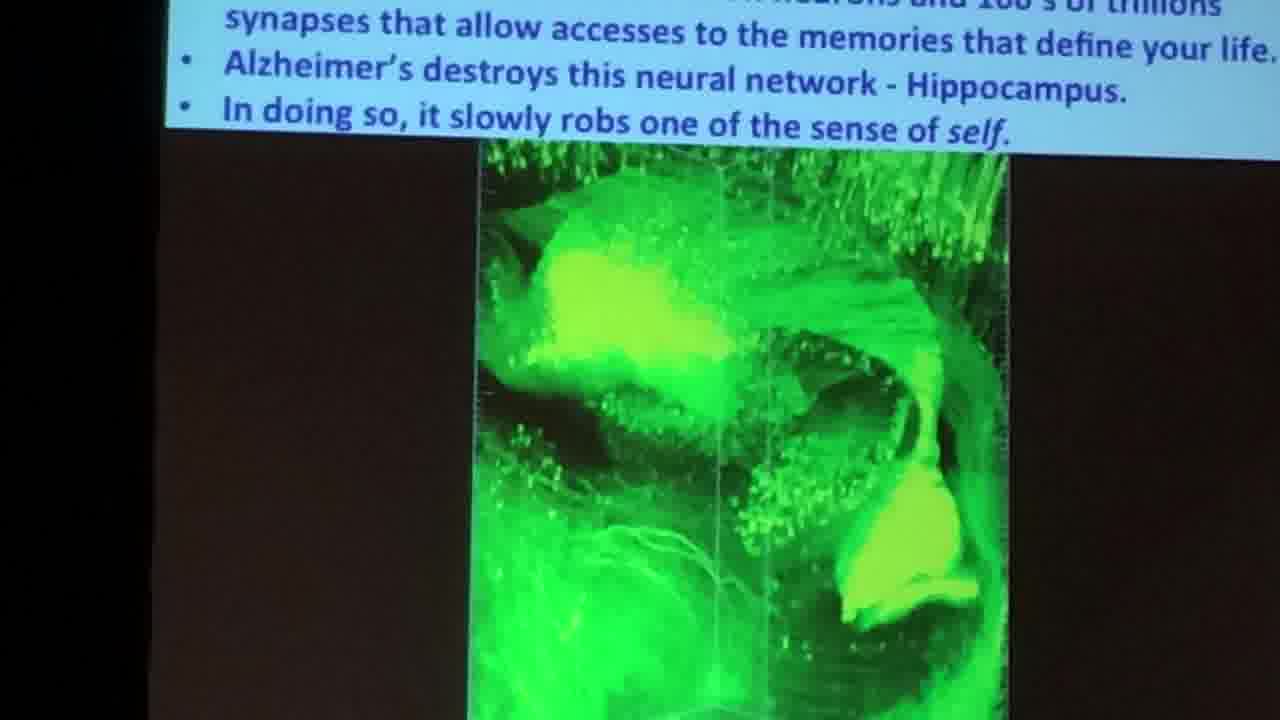 neurons and 100's of trillions
synapses that allow accesses to the memories that define your life.
• Alzheimer's destroys this neural network - Hippocampus.
• In doing so, it slowly robs one of the sense of self.